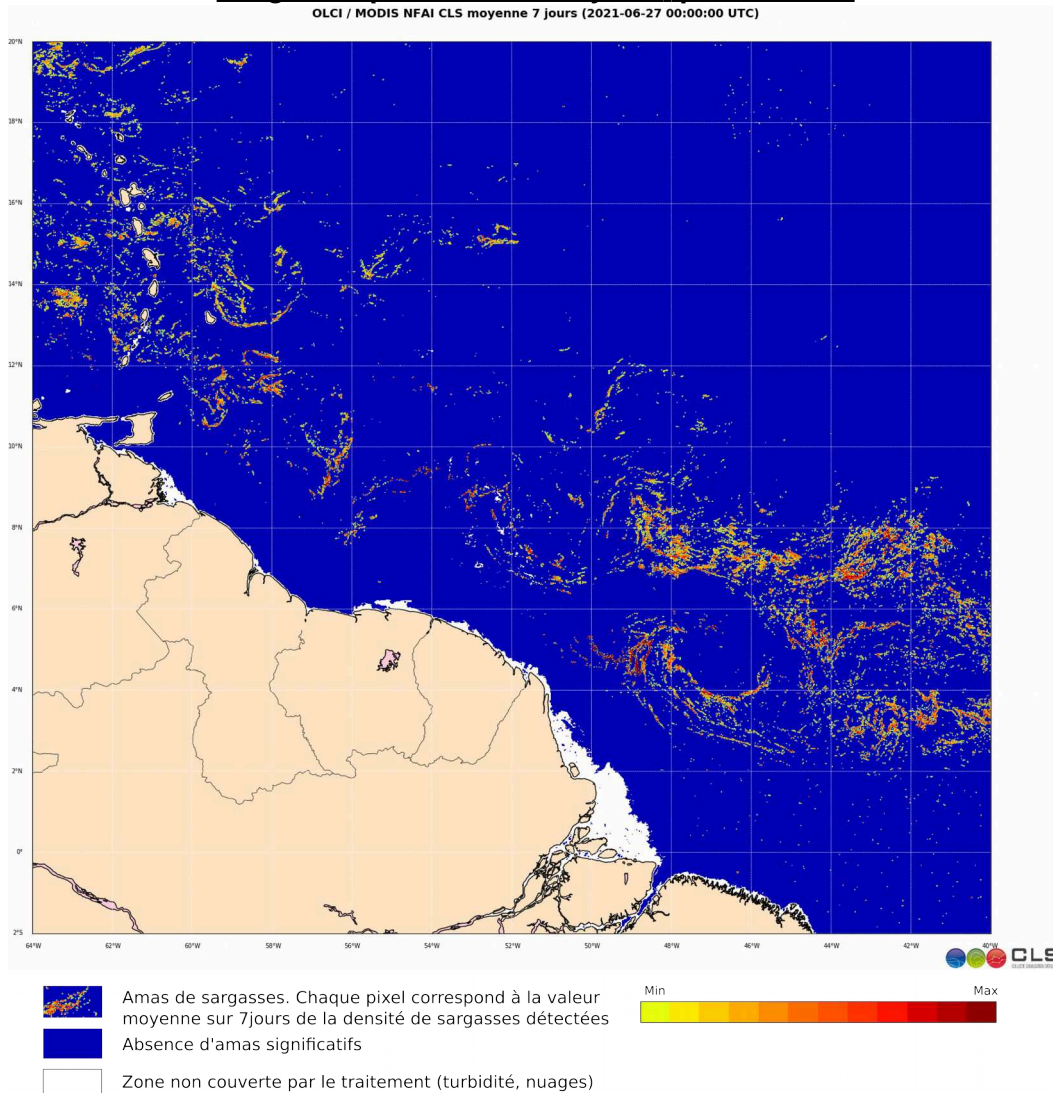 OLCI / MODIS NFAI CLS moyenne 7 jours (2021-06-27 00:00:00 UTC)
20°N
18°N
16°N
14°N
12°N
10°N
8°N
6°N
4°N
2°N
0°
2°S
64°W 62°W 60°W 58°W 56°W 54°W 52°W 50°W 48°W 46°W 44°W 42°W 40°W
CLS
Amas de sargasses. Chaque pixel correspond à la valeur
moyenne sur 7jours de la densité de sargasses détectées
Min Max
Absence d'amas significatifs
Zone non couverte par le traitement (turbidité, nuages)